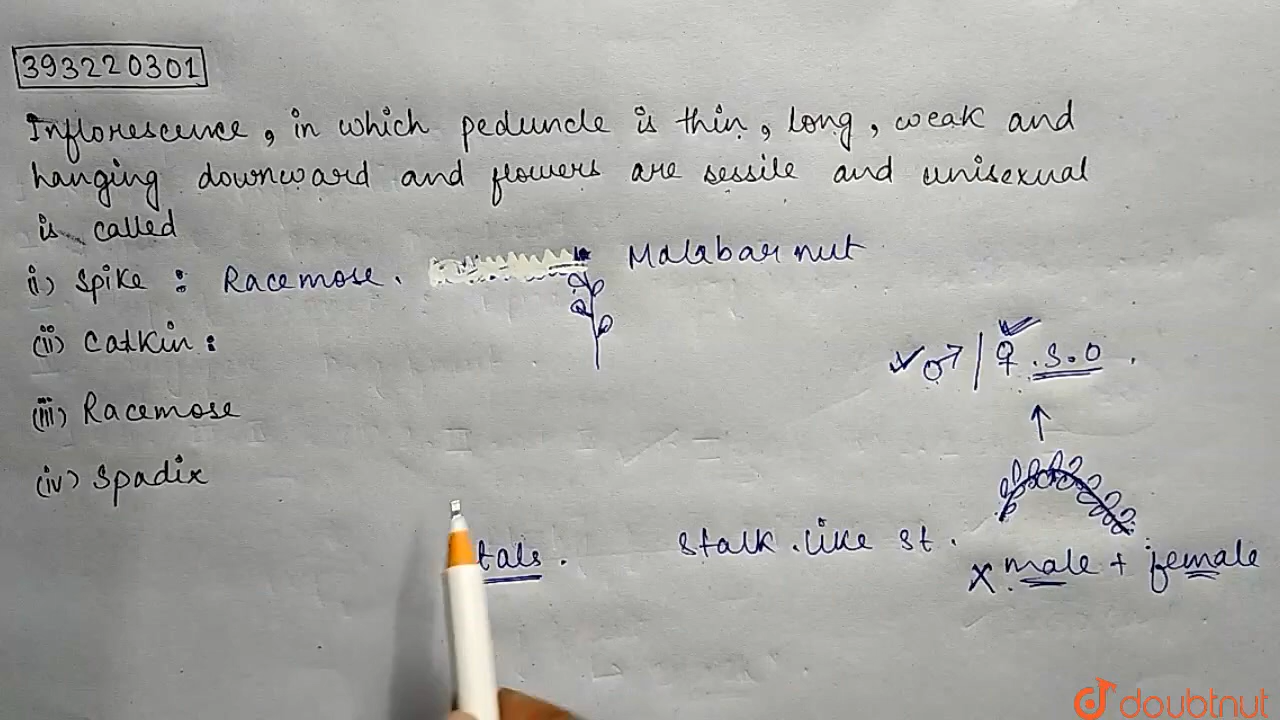 393220301
Inflorescence, in which peduncle is thin, long, weak and
hanging downward and flowers are sessile and unisexual
is called
(i) Spike : Racemose. Malabar nut
(ii) Catkin :
♂ / ♀ . S.O .
(iii) Racemose
(iv) Spadix
tals . Stalk . like St .
x male + female
doubtnut